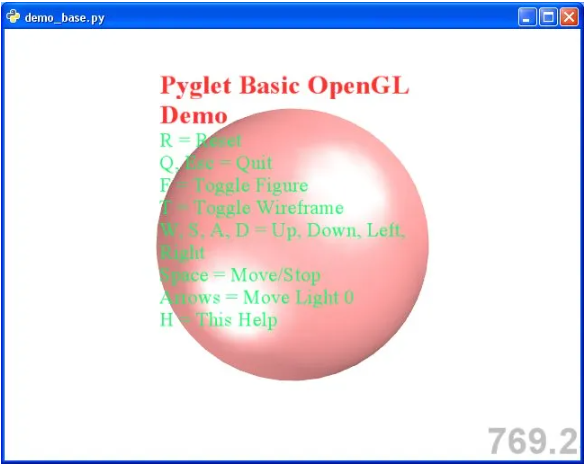 demo_base.py
Pyglet Basic OpenGL
Demo
R = Reset
Q, Esc = Quit
F = Toggle Figure
T = Toggle Wireframe
W, S, A, D = Up, Down, Left,
Right
Space = Move/Stop
Arrows = Move Light 0
H = This Help
769.2